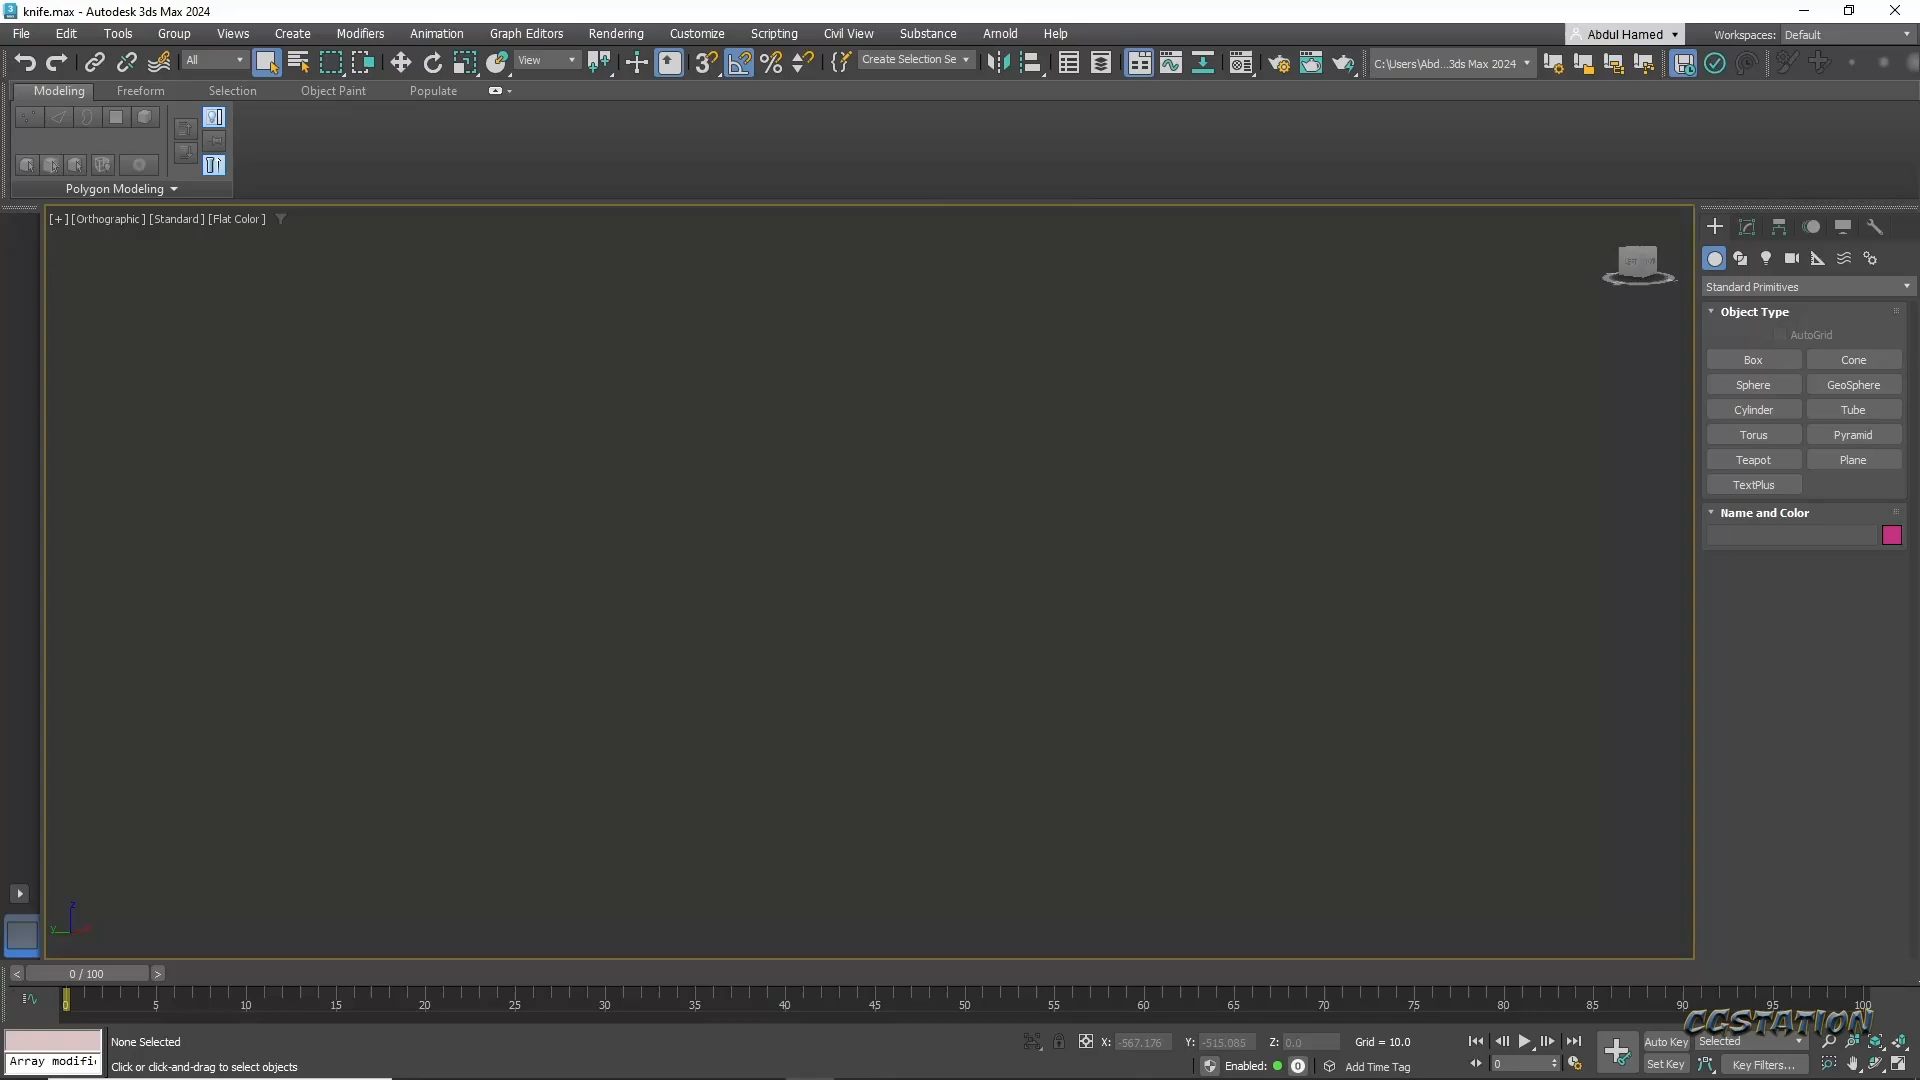 knife.max - Autodesk 3ds Max 2024
File Edit Tools Group Views Create Modifiers Animation Graph Editors Rendering Customize Scripting Civil View Substance Arnold Help
Abdul Hamed
Workspaces: Default
All
View
Create Selection Se
C:\Users\Abd...3ds Max 2024
Modeling Freeform Selection Object Paint Populate
Polygon Modeling
[+] [Orthographic] [Standard] [Flat Color]
Standard Primitives
Object Type
AutoGrid
Box Cone
Sphere GeoSphere
Cylinder Tube
Torus Pyramid
Teapot Plane
TextPlus
Name and Color
z
y
< 0 / 100 >
0 5 10 15 20 25 30 35 40 45 50 55 60 65 70 75 80 85 90 95 100
CGSTATION
None Selected
X: -567.176 Y: -515.085 Z: 0.0 Grid = 10.0
Auto Key Selected
Array modifi
Click or click-and-drag to select objects
Enabled: 0 Add Time Tag
0
Set Key Key Filters...